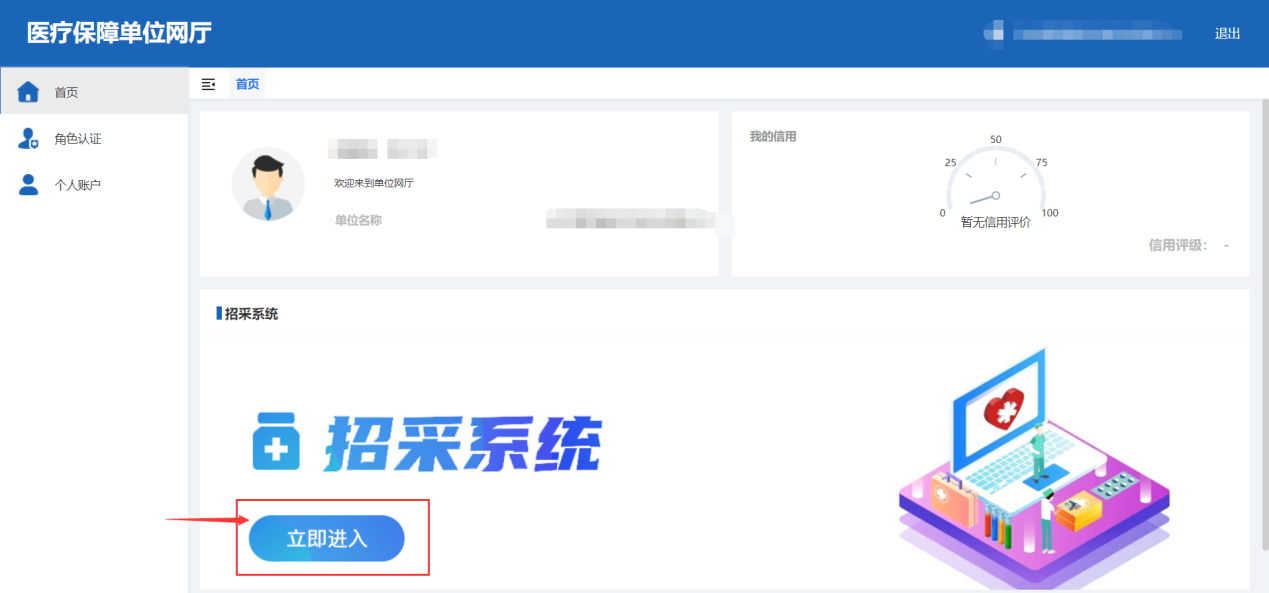 医疗保障单位网厅
退出
首页
角色认证
个人账户
首页
欢迎来到单位网厅
单位名称
我的信用
0
25
50
75
100
暂无信用评价
信用评级： -
招采系统
招采系统
立即进入